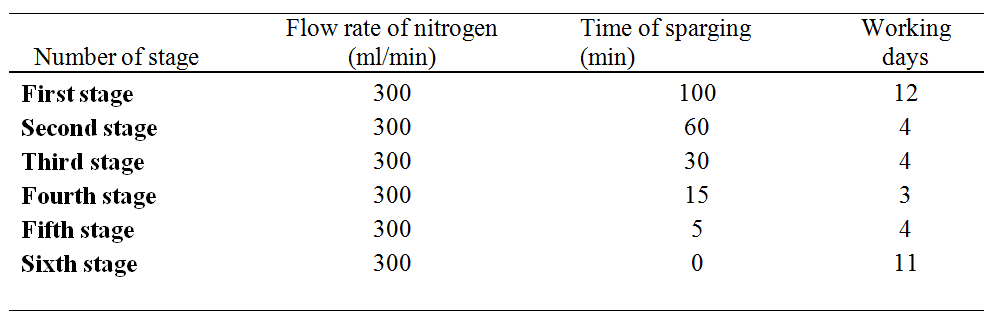 Flow rate of nitrogen Time of sparging Working
Number of stage (ml/min) (min) days
First stage 300 100 12
Second stage 300 60 4
Third stage 300 30 4
Fourth stage 300 15 3
Fifth stage 300 5 4
Sixth stage 300 0 11